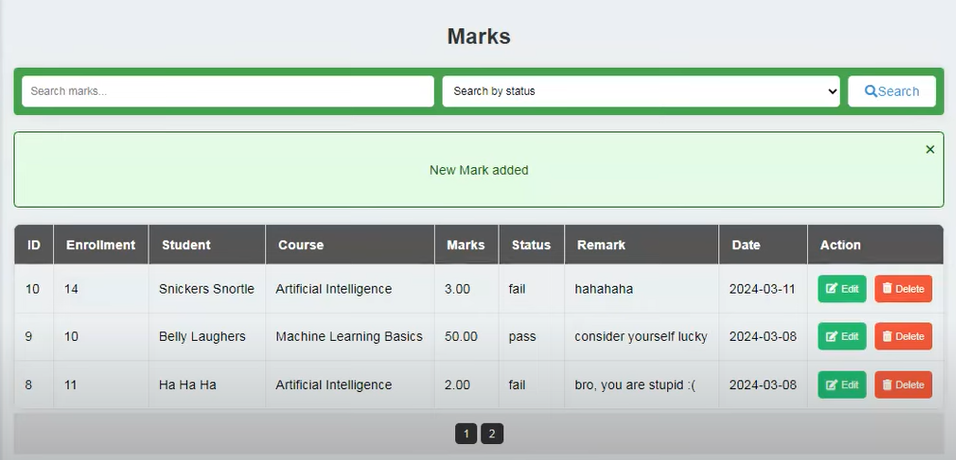 Marks
Search marks... Search by status Search
×
New Mark added
ID Enrollment Student Course Marks Status Remark Date Action
10 14 Snickers Snortle Artificial Intelligence 3.00 fail hahahaha 2024-03-11 Edit Delete
9 10 Belly Laughers Machine Learning Basics 50.00 pass consider yourself lucky 2024-03-08 Edit Delete
8 11 Ha Ha Ha Artificial Intelligence 2.00 fail bro, you are stupid :( 2024-03-08 Edit Delete
1 2